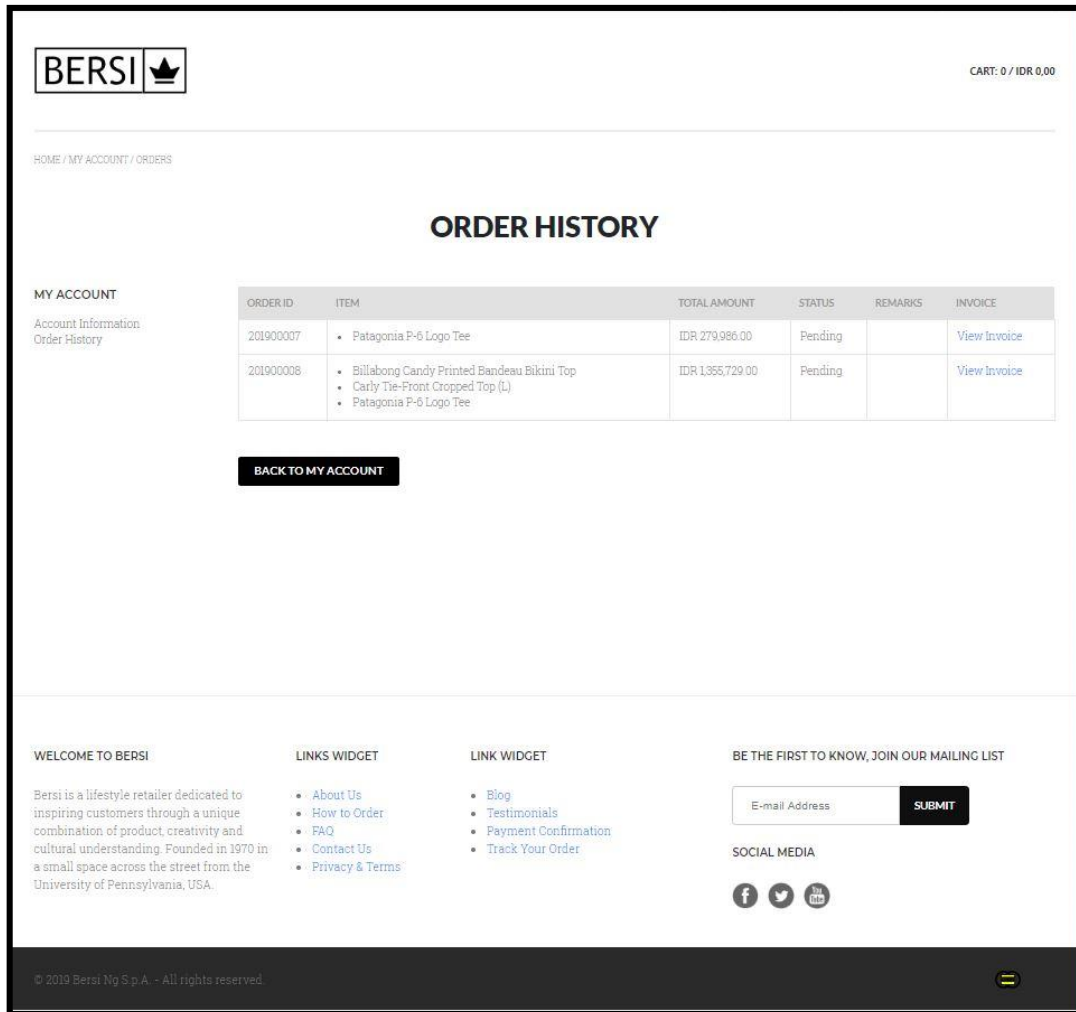 BERSI
CART: 0 / IDR 0,00
HOME / MY ACCOUNT / ORDERS
ORDER HISTORY
MY ACCOUNT
Account Information
Order History
ORDER ID ITEM TOTAL AMOUNT STATUS REMARKS INVOICE
201900007 • Patagonia P-6 Logo Tee IDR 279,986.00 Pending View Invoice
201900008 • Billabong Candy Printed Bandeau Bikini Top IDR 1,355,729.00 Pending View Invoice
• Carly Tie-Front Cropped Top (L)
• Patagonia P-6 Logo Tee
BACK TO MY ACCOUNT
WELCOME TO BERSI
Bersi is a lifestyle retailer dedicated to
inspiring customers through a unique
combination of product, creativity and
cultural understanding. Founded in 1970 in
a small space across the street from the
University of Pennsylvania, USA.
LINKS WIDGET
• About Us
• How to Order
• FAQ
• Contact Us
• Privacy & Terms
LINK WIDGET
• Blog
• Testimonials
• Payment Confirmation
• Track Your Order
BE THE FIRST TO KNOW, JOIN OUR MAILING LIST
E-mail Address SUBMIT
SOCIAL MEDIA
You Tube
© 2019 Bersi Ng S.p.A. - All rights reserved.